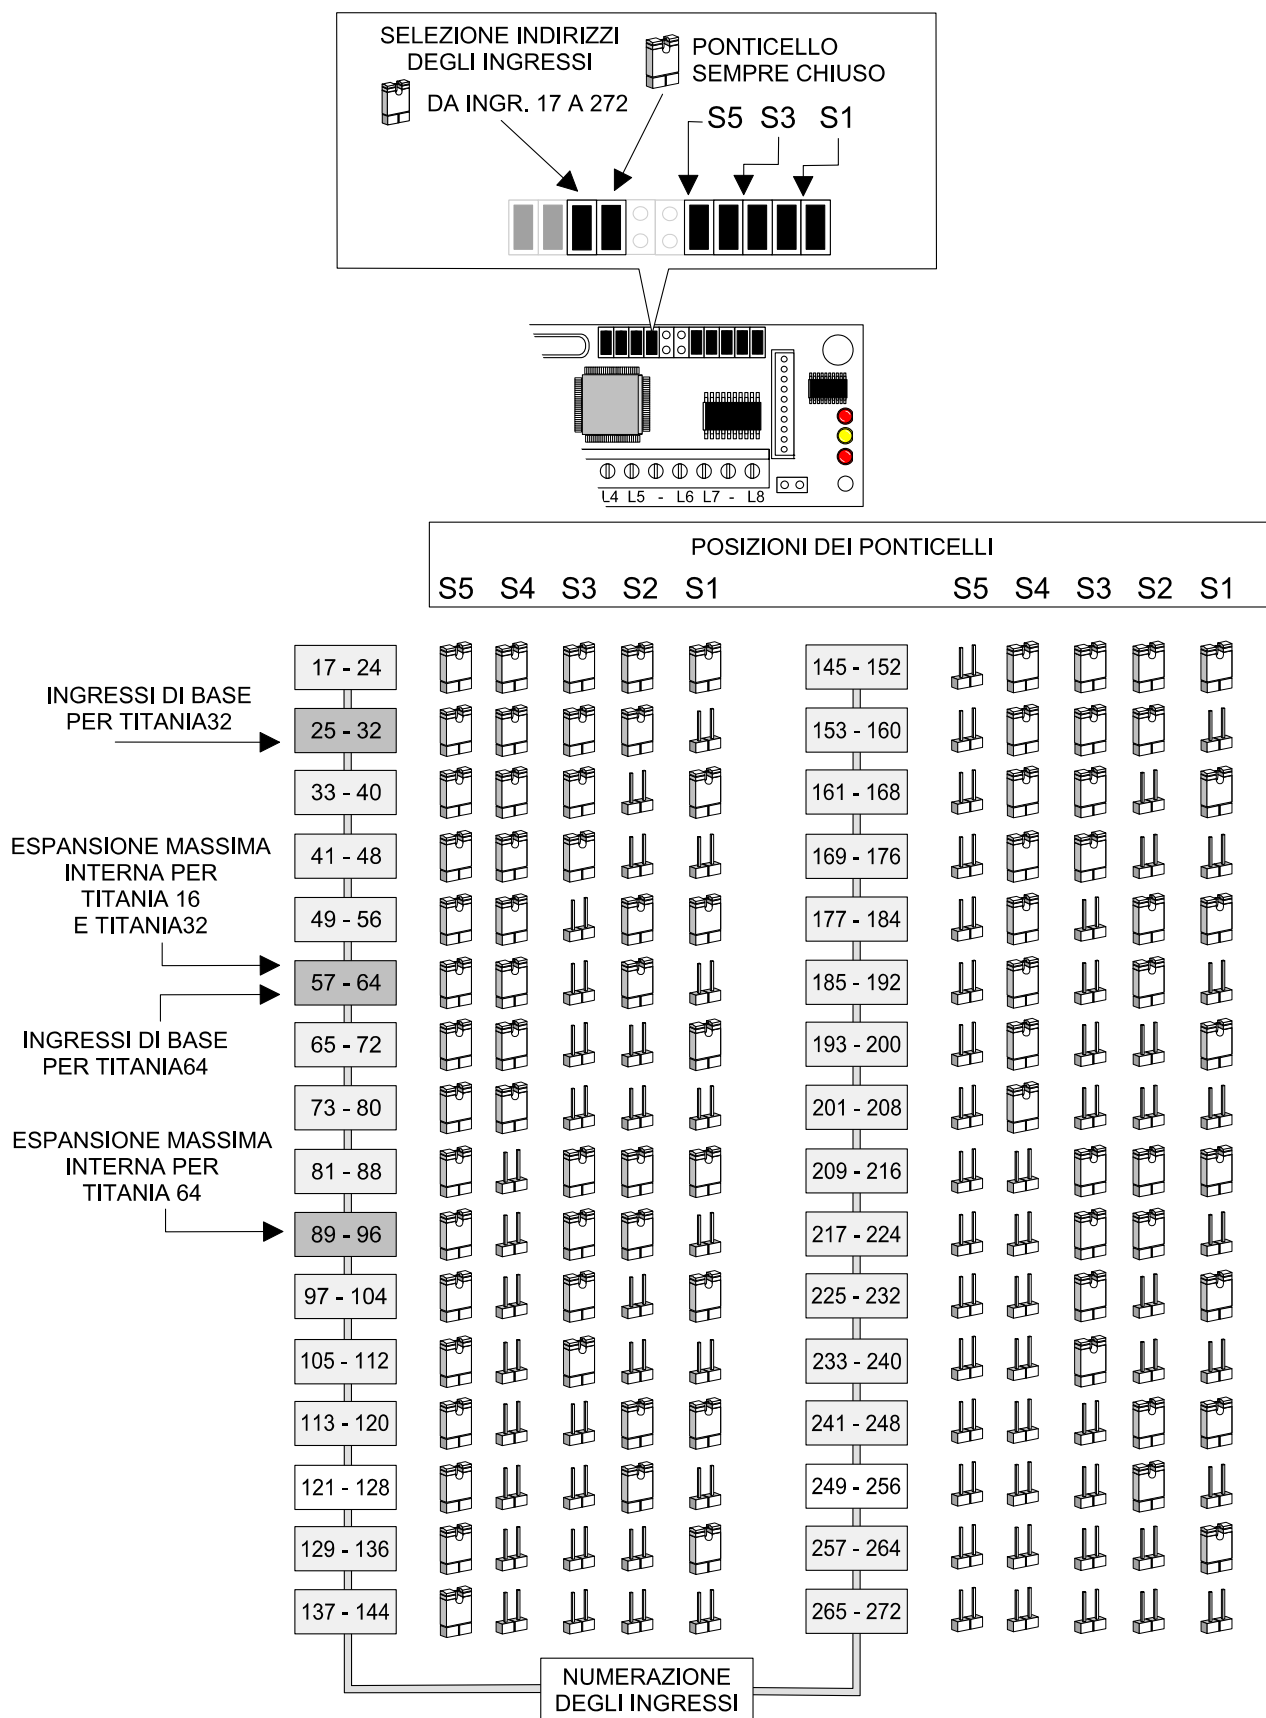 SELEZIONE INDIRIZZI
DEGLI INGRESSI
DA INGR. 17 A 272
PONTICELLO
SEMPRE CHIUSO
S5 S3 S1
L4 L5 - L6 L7 - L8
POSIZIONI DEI PONTICELLI
S5 S4 S3 S2 S1 S5 S4 S3 S2 S1
INGRESSI DI BASE
PER TITANIA32
ESPANSIONE MASSIMA
INTERNA PER
TITANIA 16
E TITANIA32
INGRESSI DI BASE
PER TITANIA64
ESPANSIONE MASSIMA
INTERNA PER
TITANIA 64
17 - 24
25 - 32
33 - 40
41 - 48
49 - 56
57 - 64
65 - 72
73 - 80
81 - 88
89 - 96
97 - 104
105 - 112
113 - 120
121 - 128
129 - 136
137 - 144
145 - 152
153 - 160
161 - 168
169 - 176
177 - 184
185 - 192
193 - 200
201 - 208
209 - 216
217 - 224
225 - 232
233 - 240
241 - 248
249 - 256
257 - 264
265 - 272
NUMERAZIONE
DEGLI INGRESSI